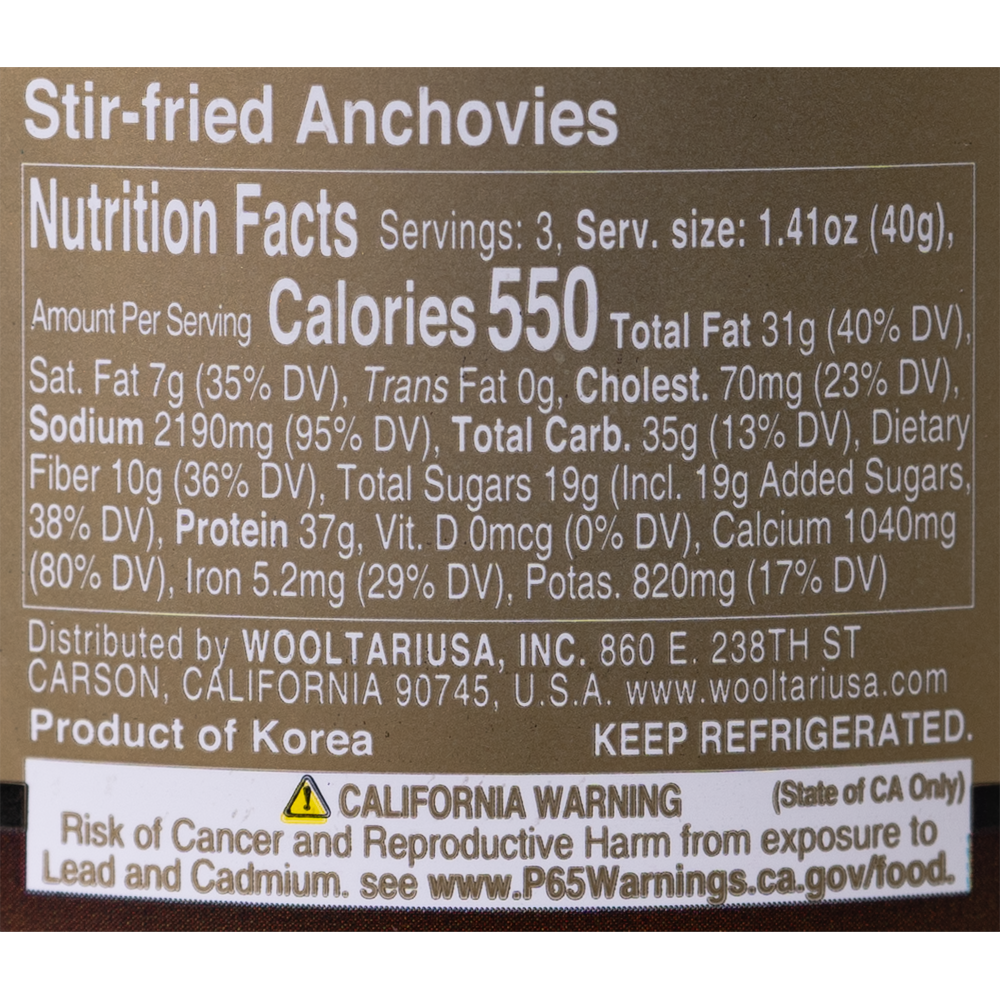 Stir-fried Anchovies
Nutrition Facts Servings: 3, Serv. size: 1.41oz (40g),
Amount Per Serving Calories 550 Total Fat 31g (40% DV),
Sat. Fat 7g (35% DV), Trans Fat 0g, Cholest. 70mg (23% DV),
Sodium 2190mg (95% DV), Total Carb. 35g (13% DV), Dietary
Fiber 10g (36% DV), Total Sugars 19g (Incl. 19g Added Sugars,
38% DV), Protein 37g, Vit. D 0mcg (0% DV), Calcium 1040mg
(80% DV), Iron 5.2mg (29% DV), Potas. 820mg (17% DV)
Distributed by WOOLTARIUSA, INC. 860 E. 238TH ST
CARSON, CALIFORNIA 90745, U.S.A. www.wooltariusa.com
Product of Korea KEEP REFRIGERATED.
CALIFORNIA WARNING (State of CA Only)
Risk of Cancer and Reproductive Harm from exposure to
Lead and Cadmium. see www.P65Warnings.ca.gov/food.